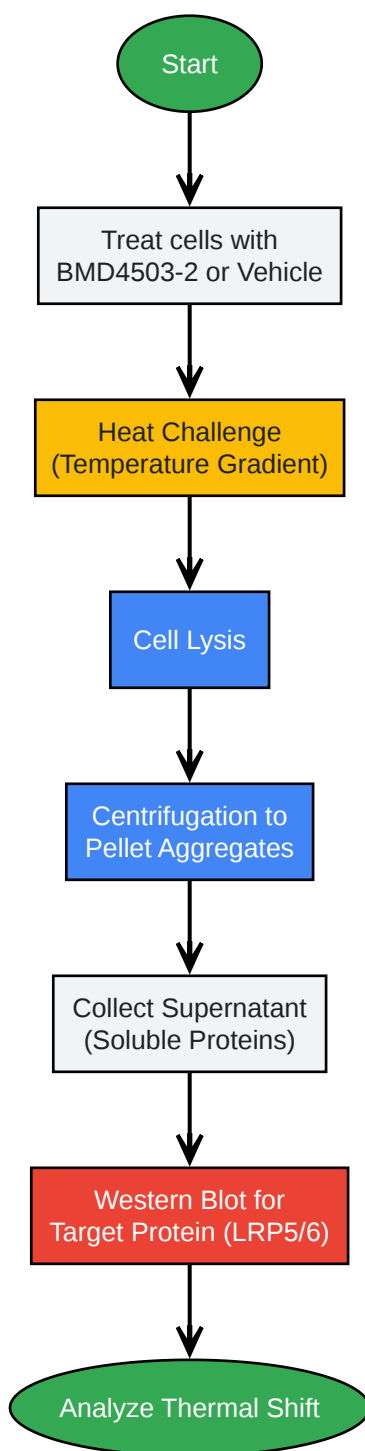 Start
Treat cells with
BMD4503-2 or Vehicle
Heat Challenge
(Temperature Gradient)
Cell Lysis
Centrifugation to
Pellet Aggregates
Collect Supernatant
(Soluble Proteins)
Western Blot for
Target Protein (LRP5/6)
Analyze Thermal Shift